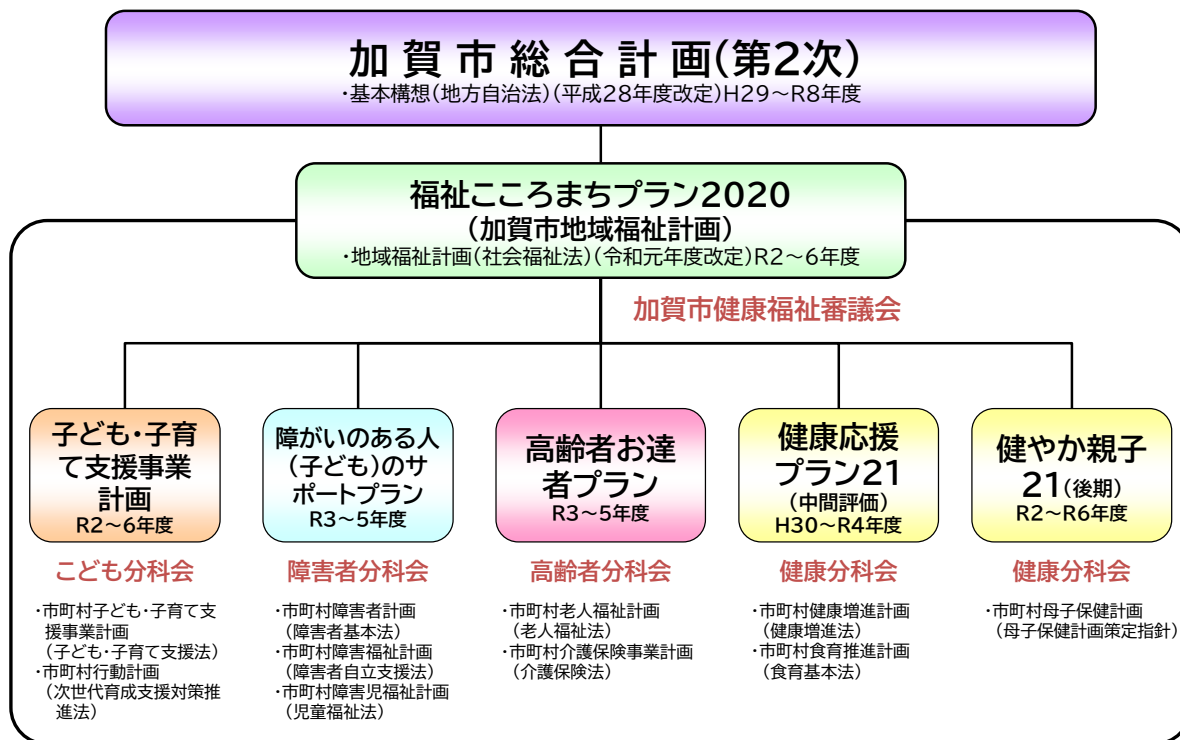 加賀市総合計画(第2次)
・基本構想(地方自治法)(平成28年度改定)H29～R8年度
福祉こころまちプラン2020
(加賀市地域福祉計画)
・地域福祉計画(社会福祉法)(令和元年度改定)R2～6年度
加賀市健康福祉審議会
子ども・子育
て支援事業
計画
R2～6年度
こども分科会
・市町村子ども・子育て支
援事業計画
(子ども・子育て支援法)
・市町村行動計画
(次世代育成支援対策推
進法)
障がいのある人
(子ども)のサ
ポートプラン
R3～5年度
障害者分科会
・市町村障害者計画
(障害者基本法)
・市町村障害福祉計画
(障害者自立支援法)
・市町村障害児福祉計画
(児童福祉法)
高齢者お達
者プラン
R3～5年度
高齢者分科会
・市町村老人福祉計画
(老人福祉法)
・市町村介護保険事業計画
(介護保険法)
健康応援
プラン21
(中間評価)
H30～R4年度
健康分科会
・市町村健康増進計画
(健康増進法)
・市町村食育推進計画
(食育基本法)
健やか親子
21(後期)
R2～R6年度
健康分科会
・市町村母子保健計画
(母子保健計画策定指針)